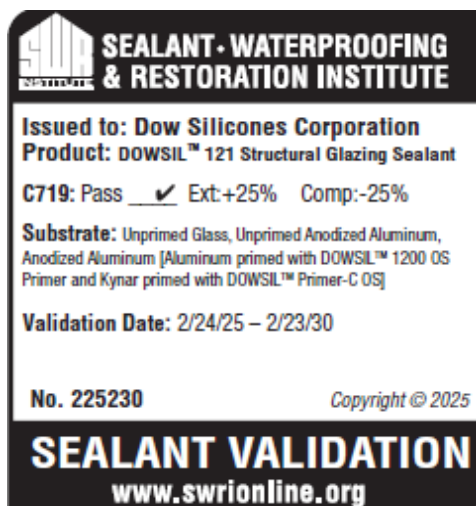 SWR
INSTITUTE
SEALANT • WATERPROOFING
& RESTORATION INSTITUTE
Issued to: Dow Silicones Corporation
Product: DOWSIL™ 121 Structural Glazing Sealant
C719: Pass ✔ Ext:+25% Comp:-25%
Substrate: Unprimed Glass, Unprimed Anodized Aluminum,
Anodized Aluminum [Aluminum primed with DOWSIL™ 1200 OS
Primer and Kynar primed with DOWSIL™ Primer-C OS]
Validation Date: 2/24/25 – 2/23/30
No. 225230 Copyright © 2025
SEALANT VALIDATION
www.swrionline.org